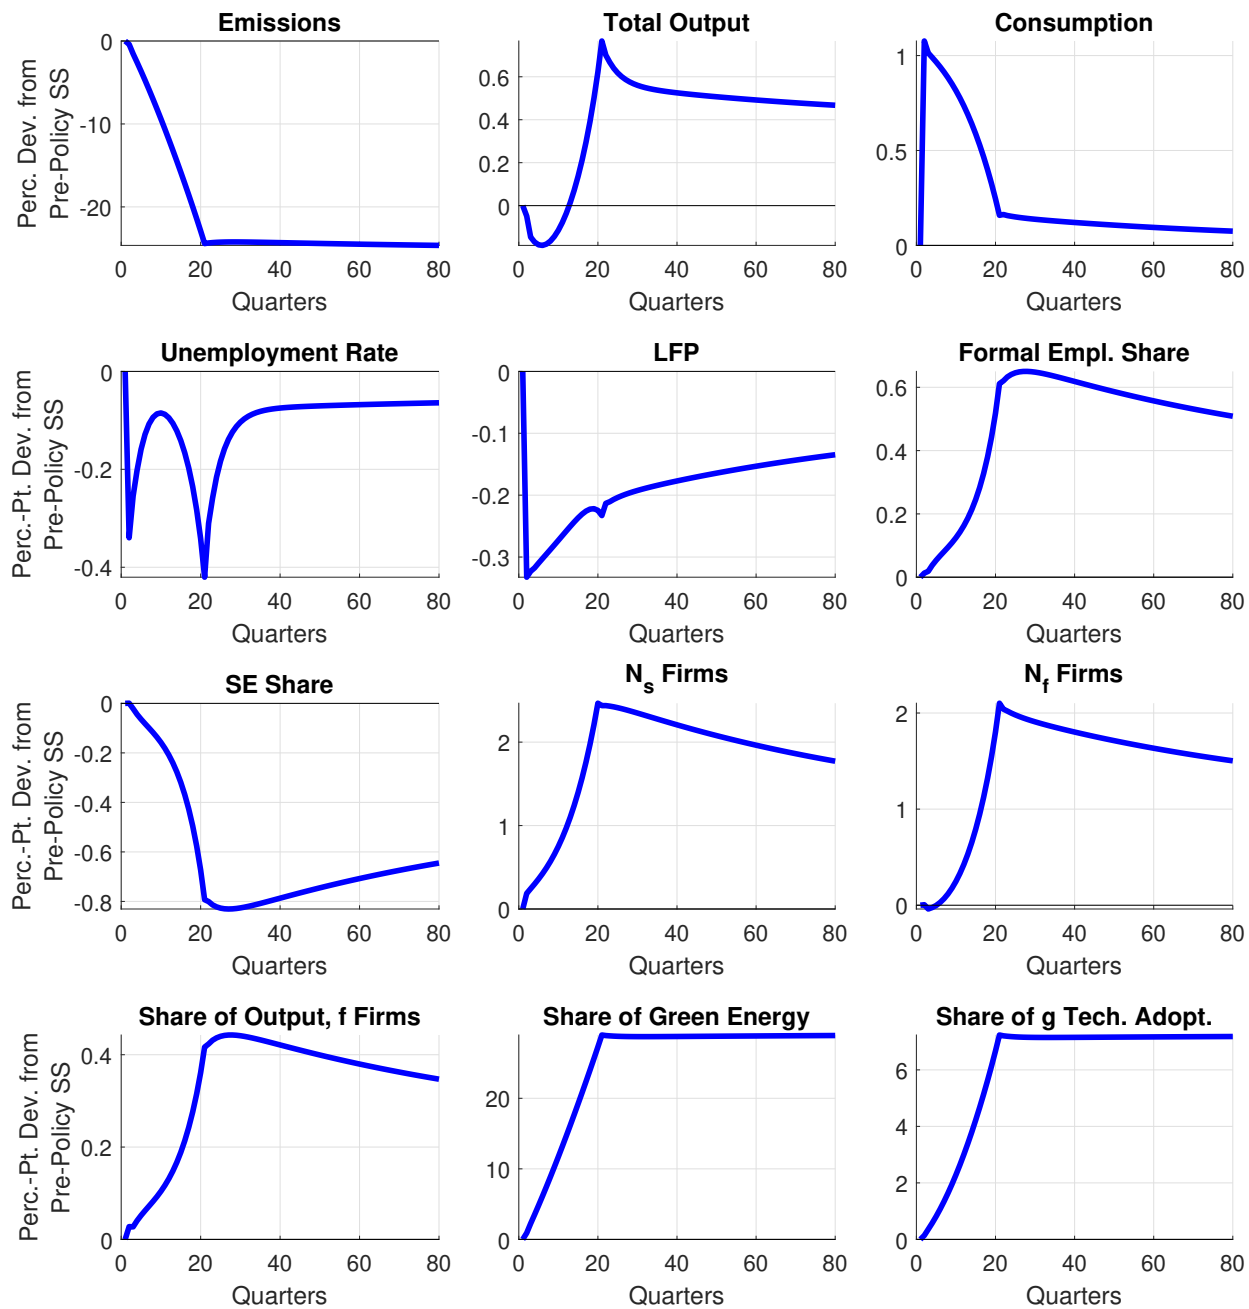 Emissions
Total Output
Consumption
Perc. Dev. from
Pre-Policy SS
0
-10
-20
0 20 40 60 80
Quarters
0.6
0.4
0.2
0
0 20 40 60 80
Quarters
1
0.5
0
0 20 40 60 80
Quarters
Unemployment Rate
LFP
Formal Empl. Share
Perc.-Pt. Dev. from
Pre-Policy SS
0
-0.2
-0.4
0 20 40 60 80
Quarters
0
-0.1
-0.2
-0.3
0 20 40 60 80
Quarters
0.6
0.4
0.2
0
0 20 40 60 80
Quarters
SE Share
N_s Firms
N_f Firms
Perc.-Pt. Dev. from
Pre-Policy SS
0
-0.2
-0.4
-0.6
-0.8
0 20 40 60 80
Quarters
2
1
0
0 20 40 60 80
Quarters
2
1
0
0 20 40 60 80
Quarters
Share of Output, f Firms
Share of Green Energy
Share of g Tech. Adopt.
Perc.-Pt. Dev. from
Pre-Policy SS
0.4
0.2
0
0 20 40 60 80
Quarters
20
10
0
0 20 40 60 80
Quarters
6
4
2
0
0 20 40 60 80
Quarters